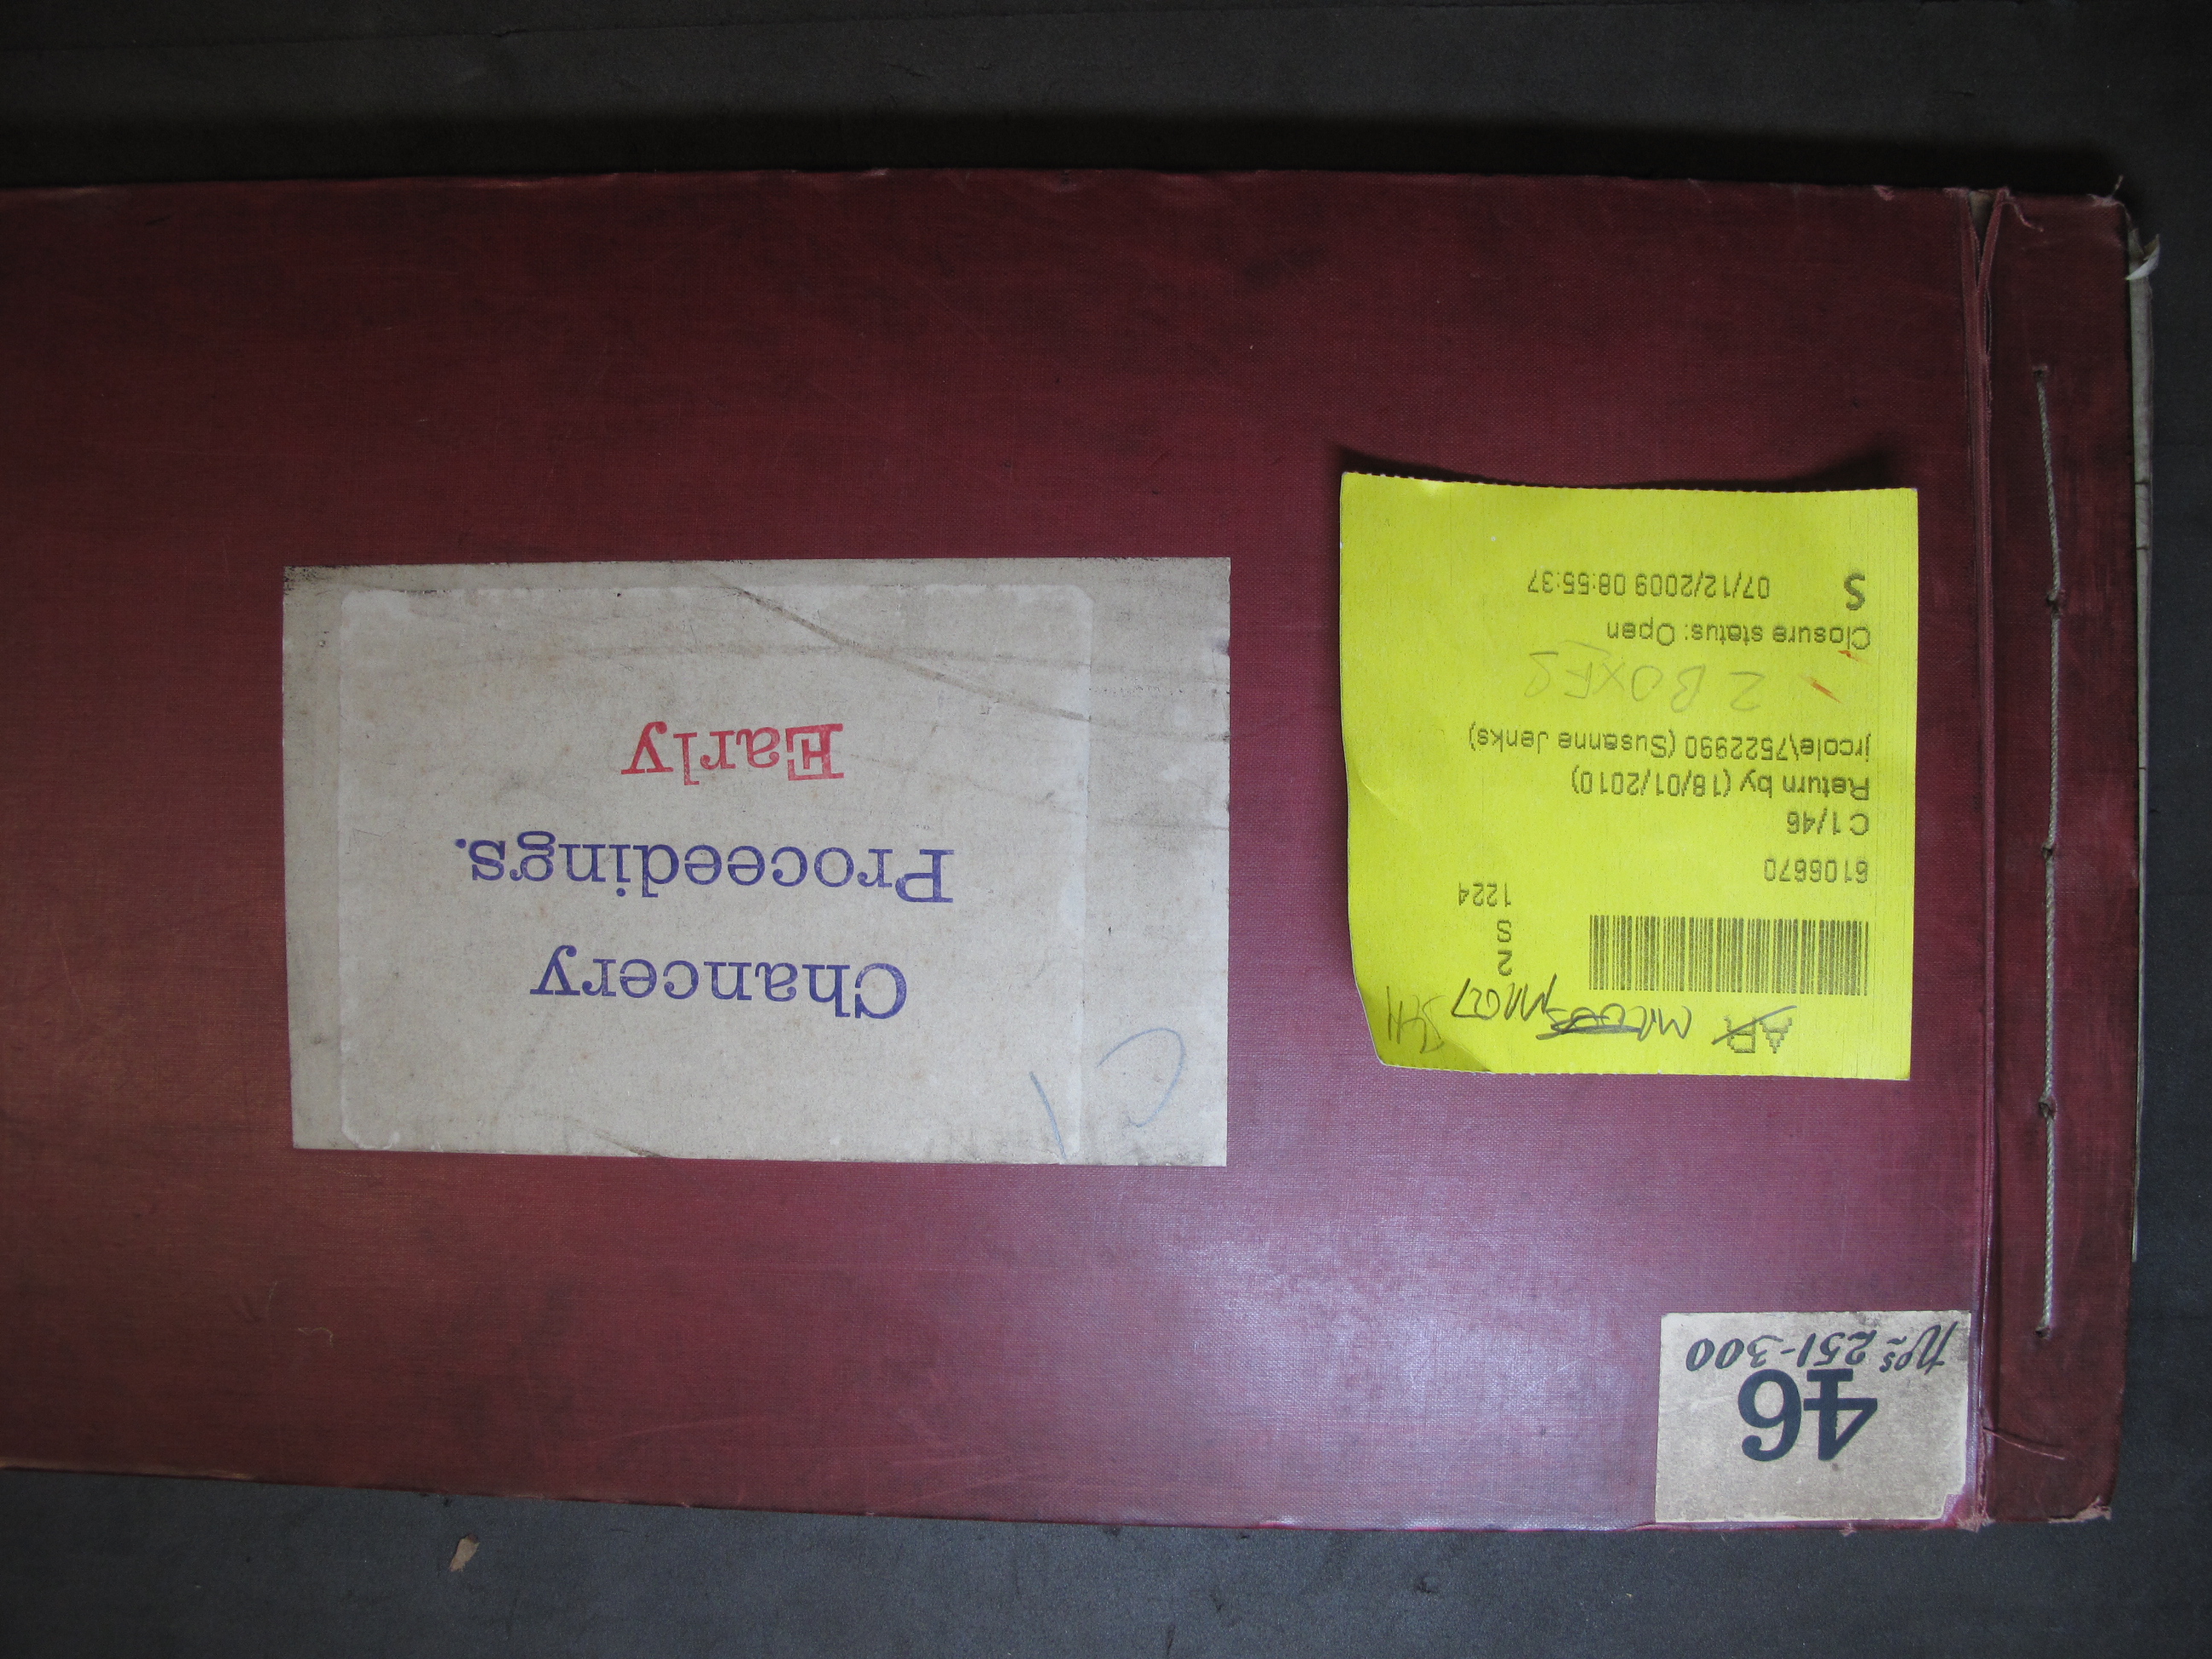 46
Nos. 251-300
AR
2
S
1224
6106670
C 1/46
Return by (18/01/2010)
jrcole\7522990 (Susanne Jenks)
2 BOXES
Closure status: Open
S 07/12/2009 08:55:37
C1
Chancery
Proceedings.
Early